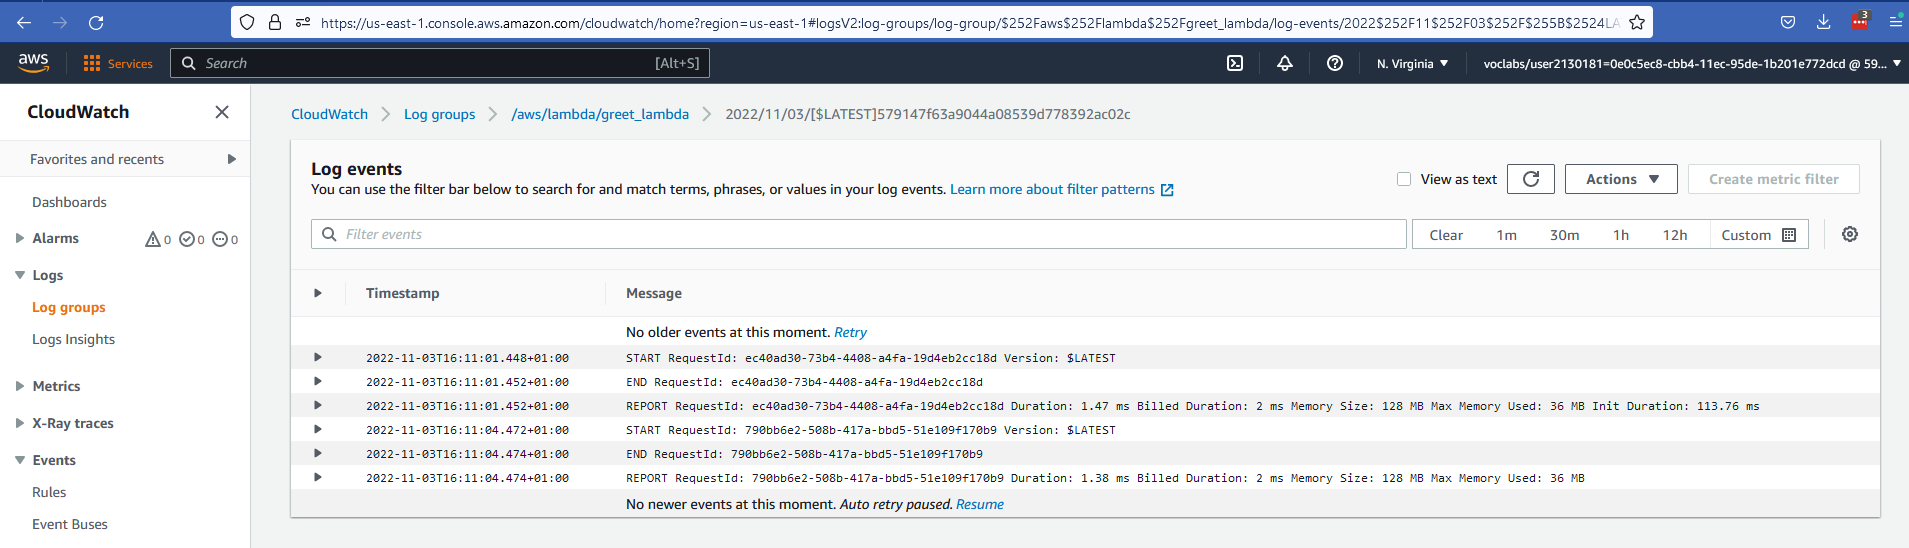 https://us-east-1.console.aws.amazon.com/cloudwatch/home?region=us-east-1#logsV2:log-groups/log-group/$252Faws$252Flambda$252Fgreet_lambda/log-events/2022$252F11$252F03$252F$255B$2524LA
3
aws Services Search [Alt+S] N. Virginia voclabs/user2130181=0e0c5ec8-cbb4-11ec-95de-1b201e772dcd @ 59...
CloudWatch
Favorites and recents
Dashboards
Alarms 0 0 0
Logs
Log groups
Logs Insights
Metrics
X-Ray traces
Events
Rules
Event Buses
CloudWatch Log groups /aws/lambda/greet_lambda 2022/11/03/[$LATEST]579147f63a9044a08539d778392ac02c
Log events
You can use the filter bar below to search for and match terms, phrases, or values in your log events. Learn more about filter patterns
View as text Actions Create metric filter
Filter events Clear 1m 30m 1h 12h Custom
Timestamp Message
No older events at this moment. Retry
2022-11-03T16:11:01.448+01:00 START RequestId: ec40ad30-73b4-4408-a4fa-19d4eb2cc18d Version: $LATEST
2022-11-03T16:11:01.452+01:00 END RequestId: ec40ad30-73b4-4408-a4fa-19d4eb2cc18d
2022-11-03T16:11:01.452+01:00 REPORT RequestId: ec40ad30-73b4-4408-a4fa-19d4eb2cc18d Duration: 1.47 ms Billed Duration: 2 ms Memory Size: 128 MB Max Memory Used: 36 MB Init Duration: 113.76 ms
2022-11-03T16:11:04.472+01:00 START RequestId: 790bb6e2-508b-417a-bbd5-51e109f170b9 Version: $LATEST
2022-11-03T16:11:04.474+01:00 END RequestId: 790bb6e2-508b-417a-bbd5-51e109f170b9
2022-11-03T16:11:04.474+01:00 REPORT RequestId: 790bb6e2-508b-417a-bbd5-51e109f170b9 Duration: 1.38 ms Billed Duration: 2 ms Memory Size: 128 MB Max Memory Used: 36 MB
No newer events at this moment. Auto retry paused. Resume